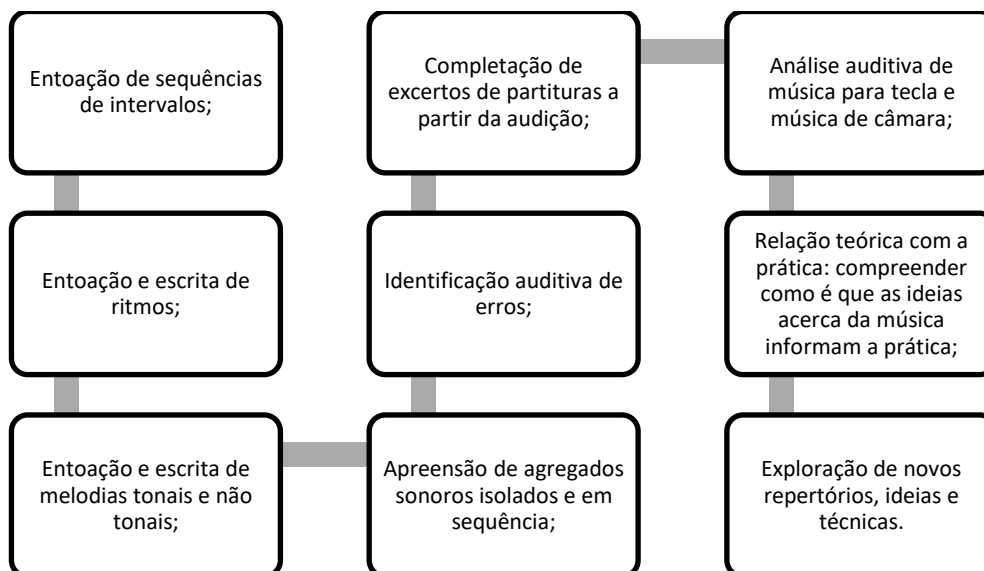 Entoação de sequências
de intervalos;
Entoação e escrita de
ritmos;
Entoação e escrita de
melodias tonais e não
tonais;
Apreensão de agregados
sonoros isolados e em
sequência;
Identificação auditiva de
erros;
Completação de
excertos de partituras a
partir da audição;
Análise auditiva de
música para tecla e
música de câmara;
Relação teórica com a
prática: compreender
como é que as ideias
acerca da música
informam a prática;
Exploração de novos
repertórios, ideias e
técnicas.